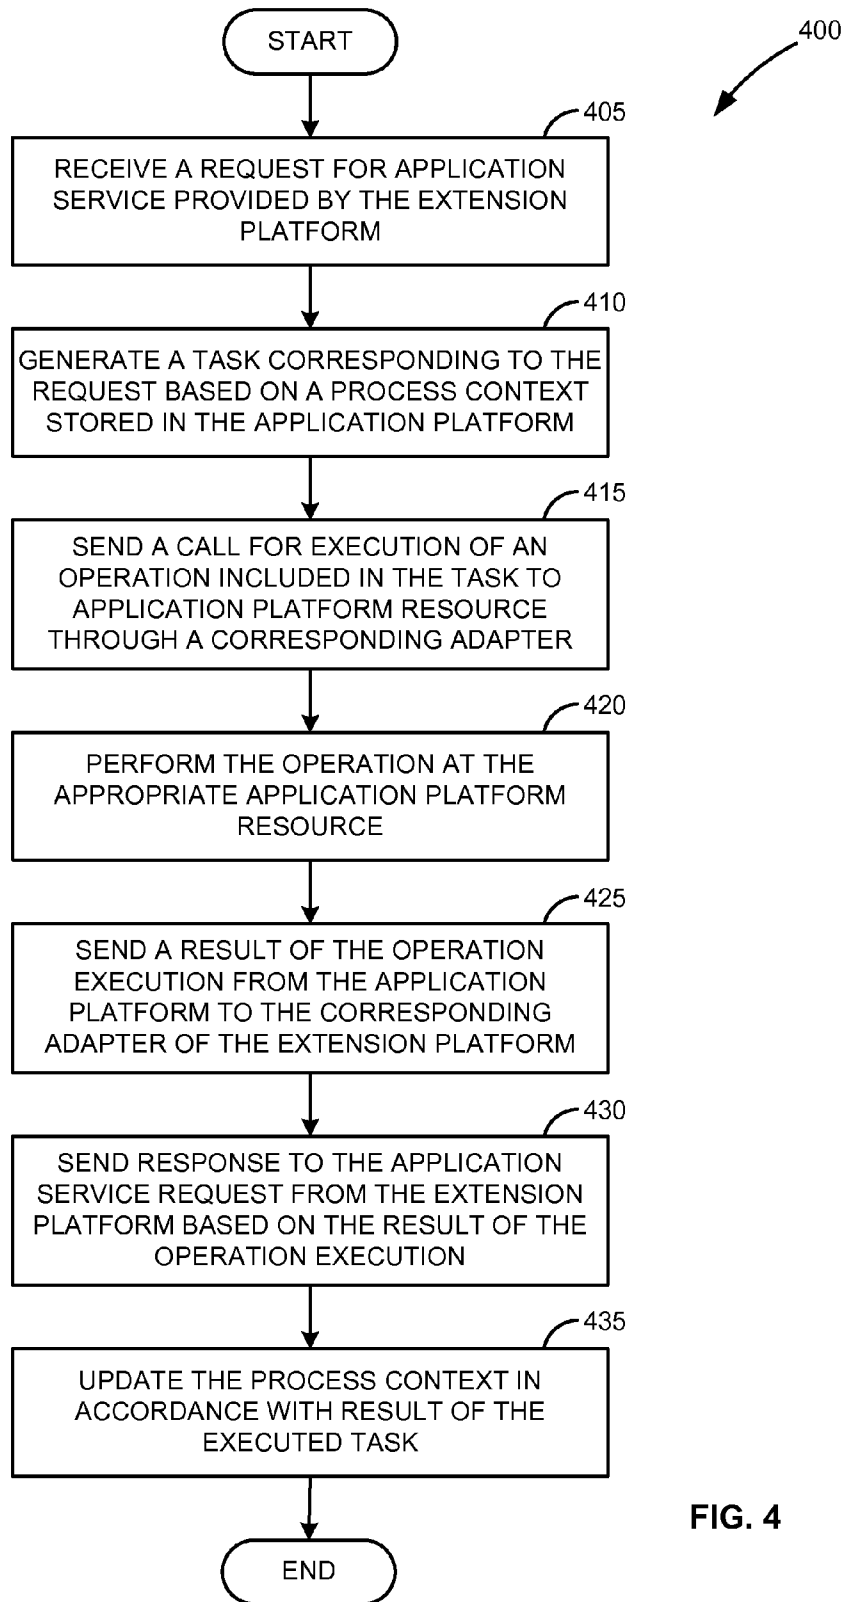 START
400
405
RECEIVE A REQUEST FOR APPLICATION
SERVICE PROVIDED BY THE EXTENSION
PLATFORM
410
GENERATE A TASK CORRESPONDING TO THE
REQUEST BASED ON A PROCESS CONTEXT
STORED IN THE APPLICATION PLATFORM
415
SEND A CALL FOR EXECUTION OF AN
OPERATION INCLUDED IN THE TASK TO
APPLICATION PLATFORM RESOURCE
THROUGH A CORRESPONDING ADAPTER
420
PERFORM THE OPERATION AT THE
APPROPRIATE APPLICATION PLATFORM
RESOURCE
425
SEND A RESULT OF THE OPERATION
EXECUTION FROM THE APPLICATION
PLATFORM TO THE CORRESPONDING
ADAPTER OF THE EXTENSION PLATFORM
430
SEND RESPONSE TO THE APPLICATION
SERVICE REQUEST FROM THE EXTENSION
PLATFORM BASED ON THE RESULT OF THE
OPERATION EXECUTION
435
UPDATE THE PROCESS CONTEXT IN
ACCORDANCE WITH RESULT OF THE
EXECUTED TASK
FIG. 4
END